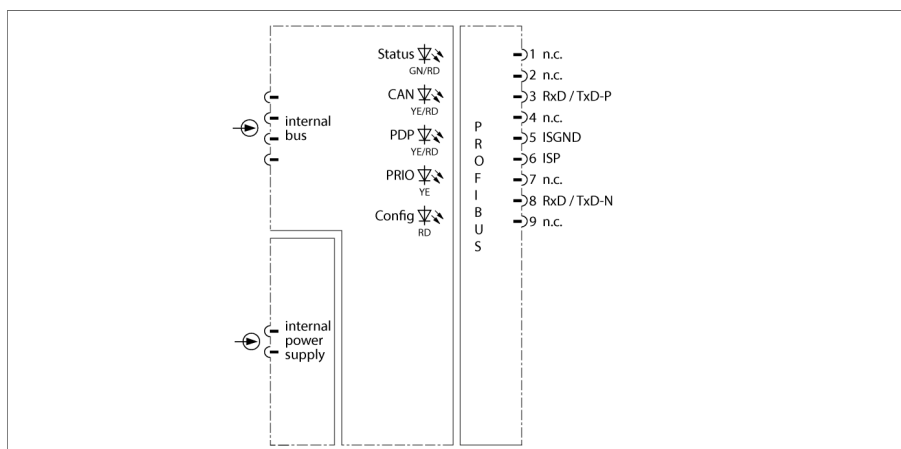 Status
GN/RD
CAN
YE/RD
PDP
YE/RD
PRIO
YE
Config
RD
internal
bus
internal
power
supply
PROFIBUS
1 n.c.
2 n.c.
3 RxD / TxD-P
4 n.c.
5 ISGND
6 ISP
7 n.c.
8 RxD / TxD-N
9 n.c.